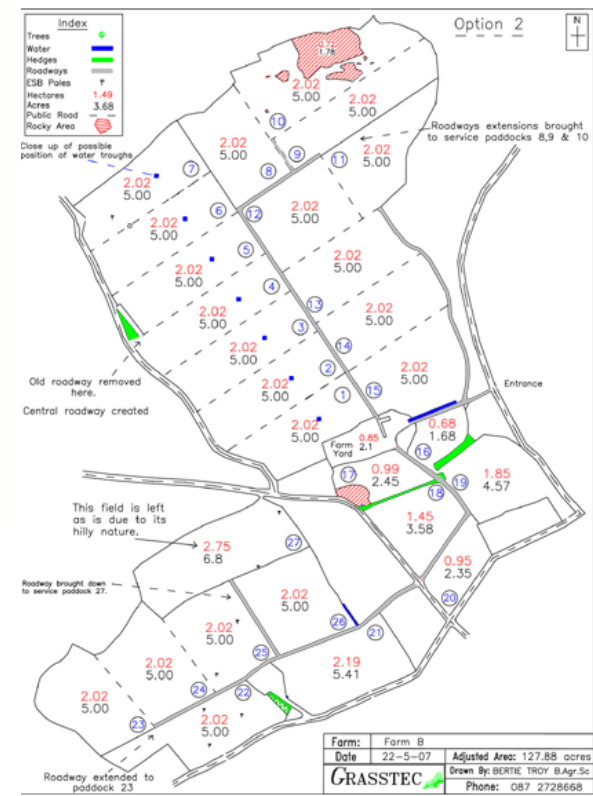 Index
Trees
Water
Hedges
Roadways
ESB Poles
Hectares 1.49
Acres 3.68
Public Road
Rocky Area
Option 2
N
0.72
1.78
2.02
5.00
2.02
5.00
10
Roadways extensions brought
to service paddocks 8,9 & 10
Close up of possible
position of water troughs
7
8
9
11
2.02
5.00
2.02
5.00
6
12
2.02
5.00
2.02
5.00
5
2.02
5.00
2.02
5.00
4
13
2.02
5.00
2.02
5.00
3
14
2.02
5.00
2
2.02
5.00
1
15
2.02
5.00
2.02
5.00
Old roadway removed
here.
Central roadway created
Entrance
Farm
Yard
0.85
2.1
0.68
1.68
16
17
0.99
2.45
18
19
1.85
4.57
1.45
3.58
0.95
2.35
20
This field is left
as is due to its
hilly nature.
2.75
6.8
27
Roadway brought down
to service paddock 27.
2.02
5.00
26
21
2.02
5.00
25
2.19
5.41
2.02
5.00
24
22
2.02
5.00
23
2.02
5.00
Roadway extended to
paddock 23
Farm: Farm B
Date 22-5-07 Adjusted Area: 127.88 acres
GRASSTEC Drawn By: BERTIE TROY B.Agr.Sc
Phone: 087 2728668